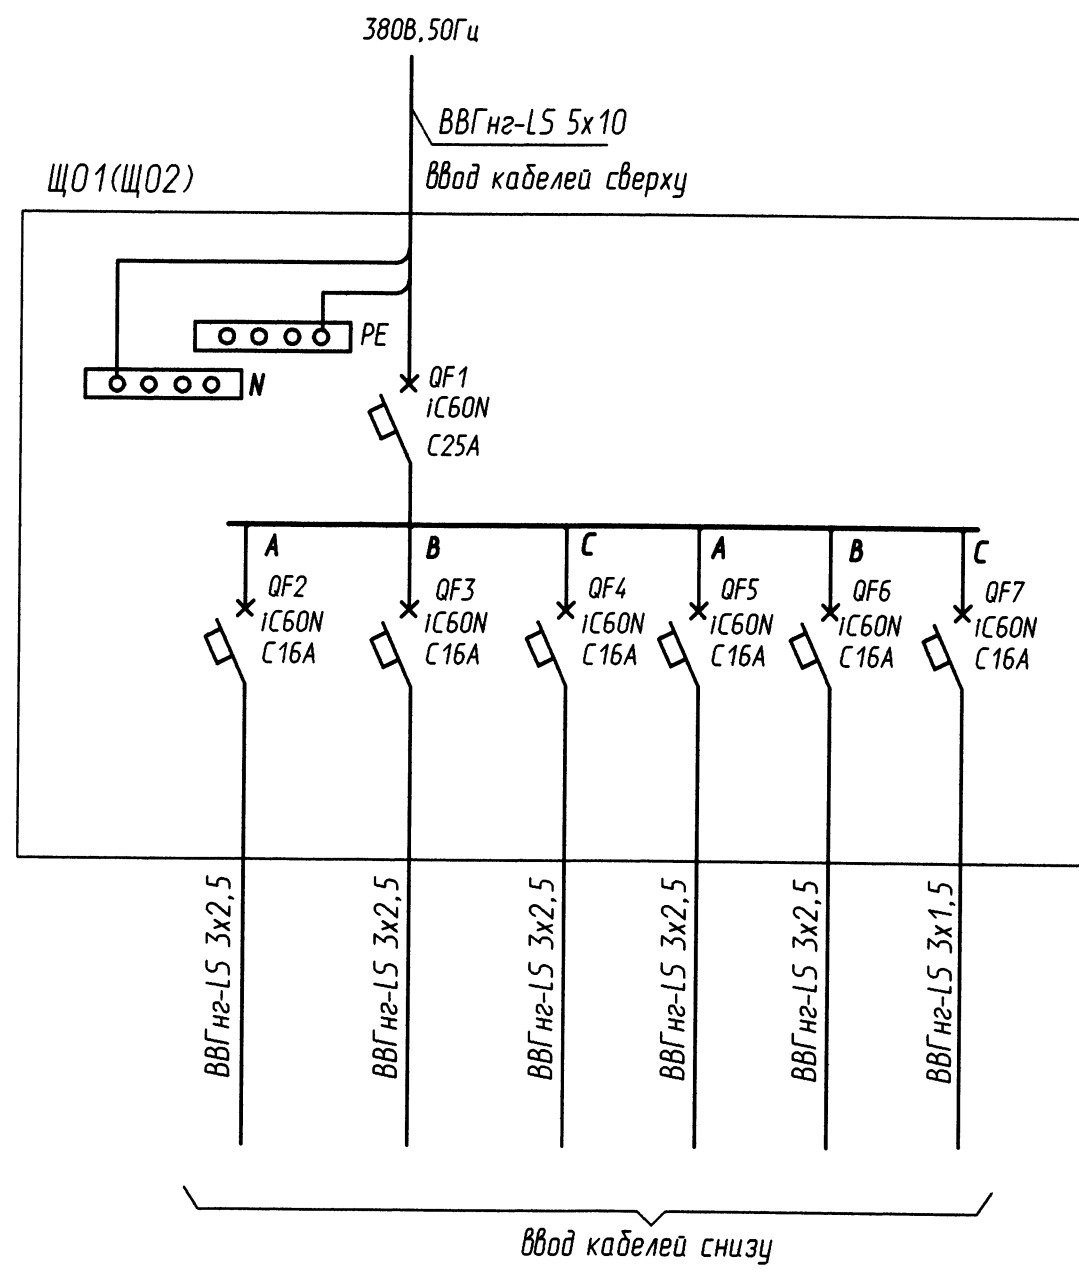 380В,50Гц
ВВГнг-LS 5х10
ЩО1(ЩО2)
ввод кабелей сверху
PE
N
QF1
iC60N
C25A
A
B
C
A
B
C
QF2
iC60N
C16A
QF3
iC60N
C16A
QF4
iC60N
C16A
QF5
iC60N
C16A
QF6
iC60N
C16A
QF7
iC60N
C16A
ВВГнг-LS 3х2,5
ВВГнг-LS 3х2,5
ВВГнг-LS 3х2,5
ВВГнг-LS 3х2,5
ВВГнг-LS 3х2,5
ВВГнг-LS 3х1,5
ввод кабелей снизу